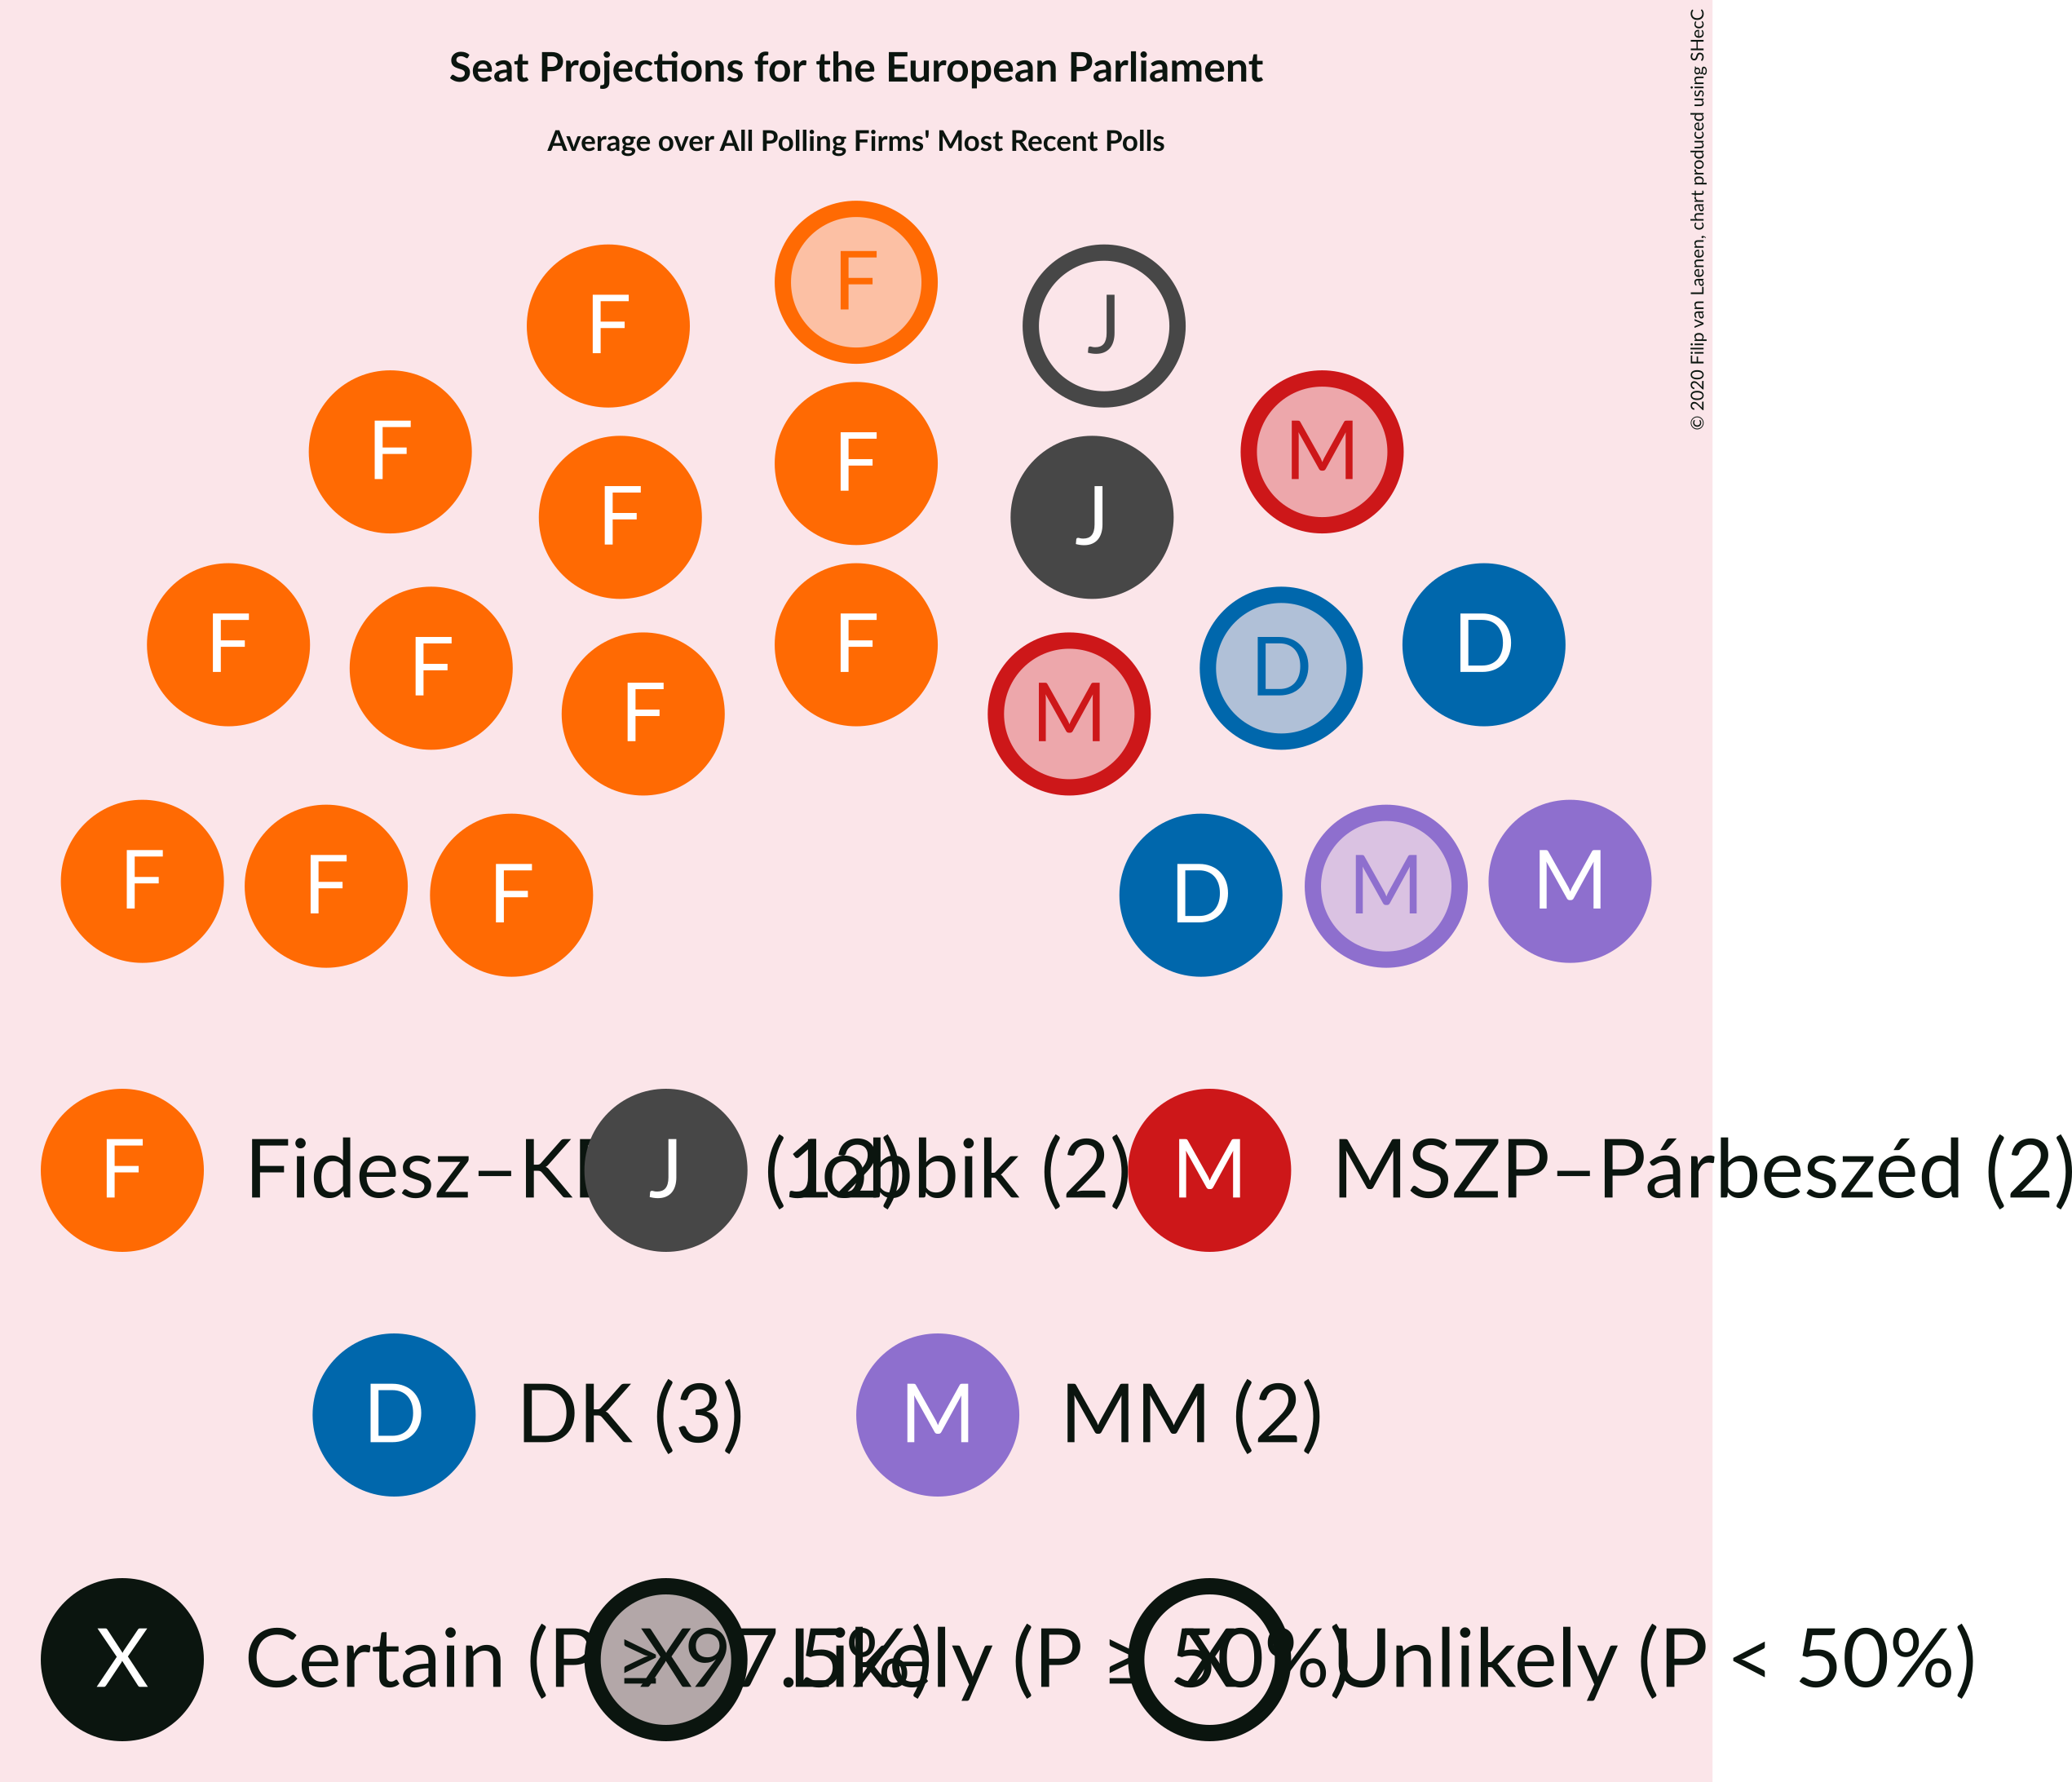 Seat Projections for the European Parliament
Average over All Polling Firms' Most Recent Polls
© 2020 Filip van Laenen, chart produced using SHecC
F
F
J
F
M
F
F
J
F
F
F
D
D
F
M
F
F
F
D
M
M
F Fidesz–K (12)
J Jobbik (2)
M MSZP–Párbeszéd (2)
D DK (3)
M MM (2)
X Certain (P ≥ 97.5%)
X Likely (P ≥ 50%)
X Unlikely (P < 50%)